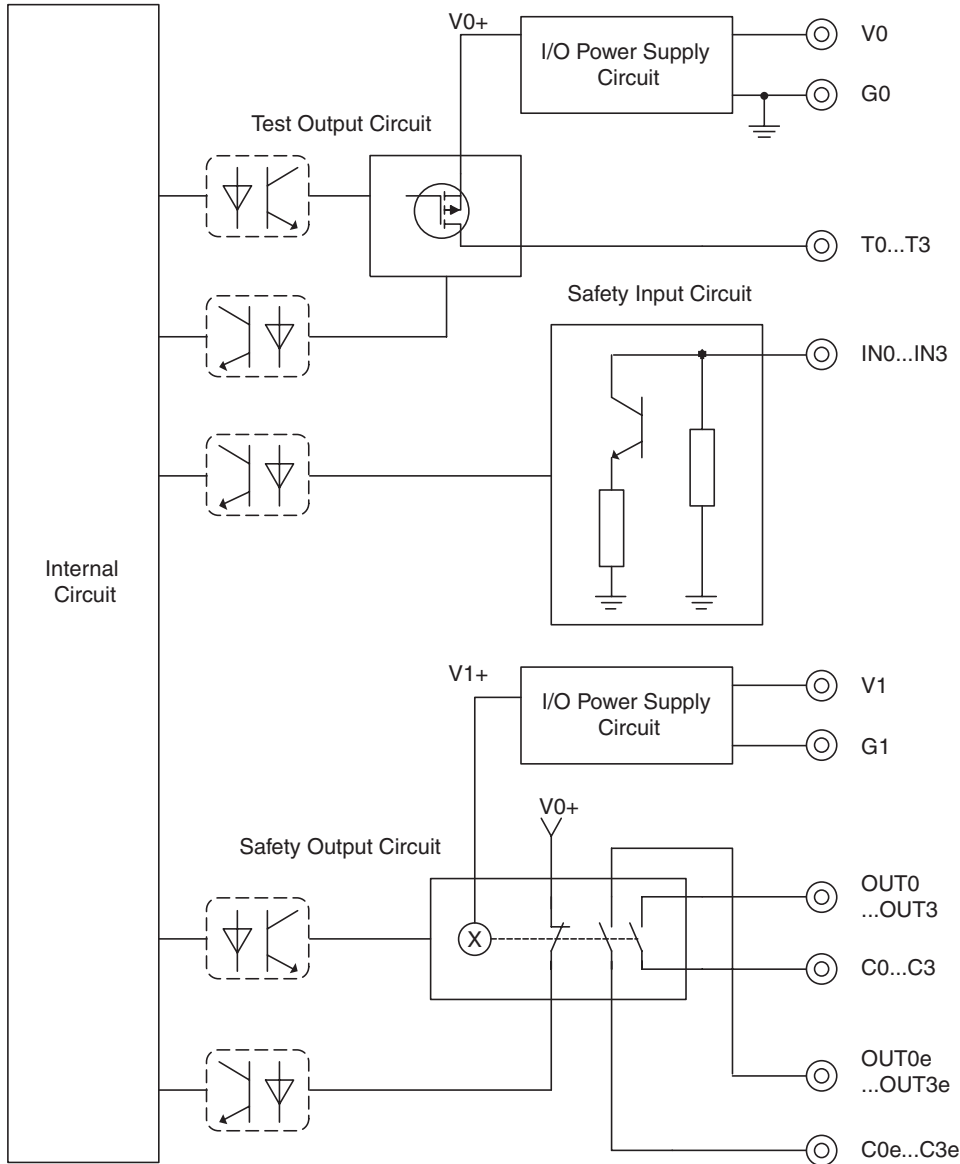 V0+
I/O Power Supply
Circuit
V0
G0
Test Output Circuit
T0...T3
Safety Input Circuit
IN0...IN3
Internal
Circuit
V1+
I/O Power Supply
Circuit
V1
G1
V0+
Safety Output Circuit
X
OUT0
...OUT3
C0...C3
OUT0e
...OUT3e
C0e...C3e